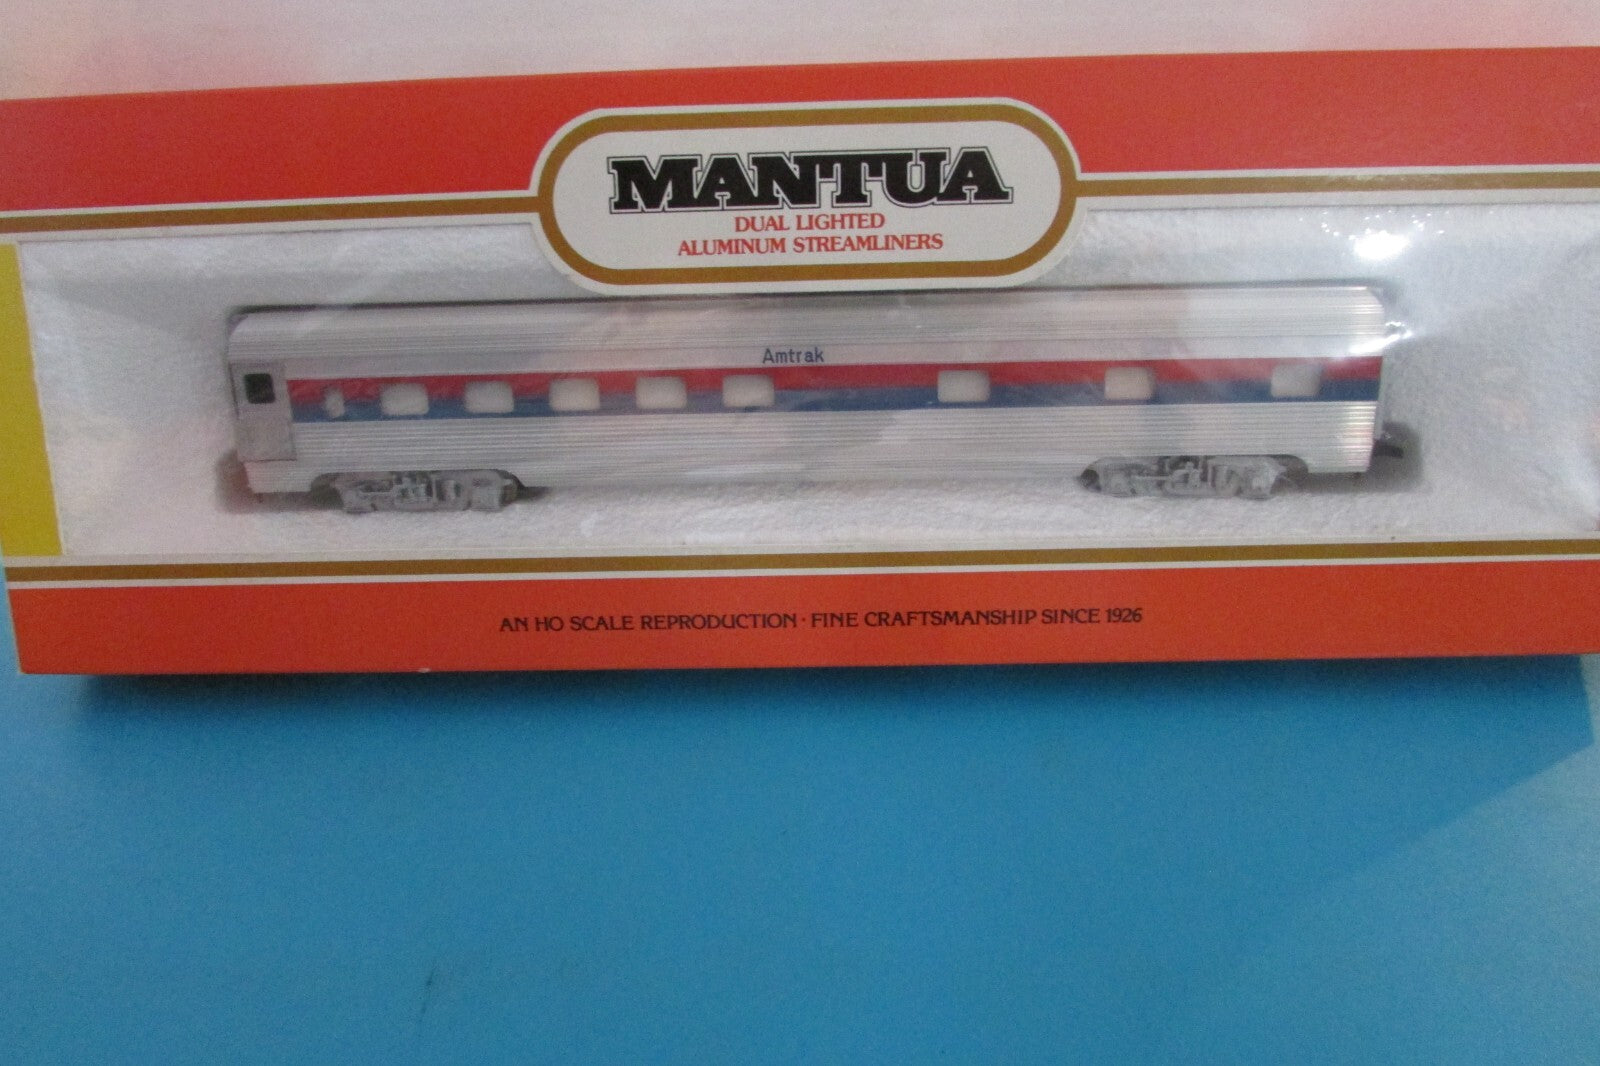 MANTUA
DUAL LIGHTED
ALUMINUM STREAMLINERS
Amtrak
AN HO SCALE REPRODUCTION · FINE CRAFTSMANSHIP SINCE 1926